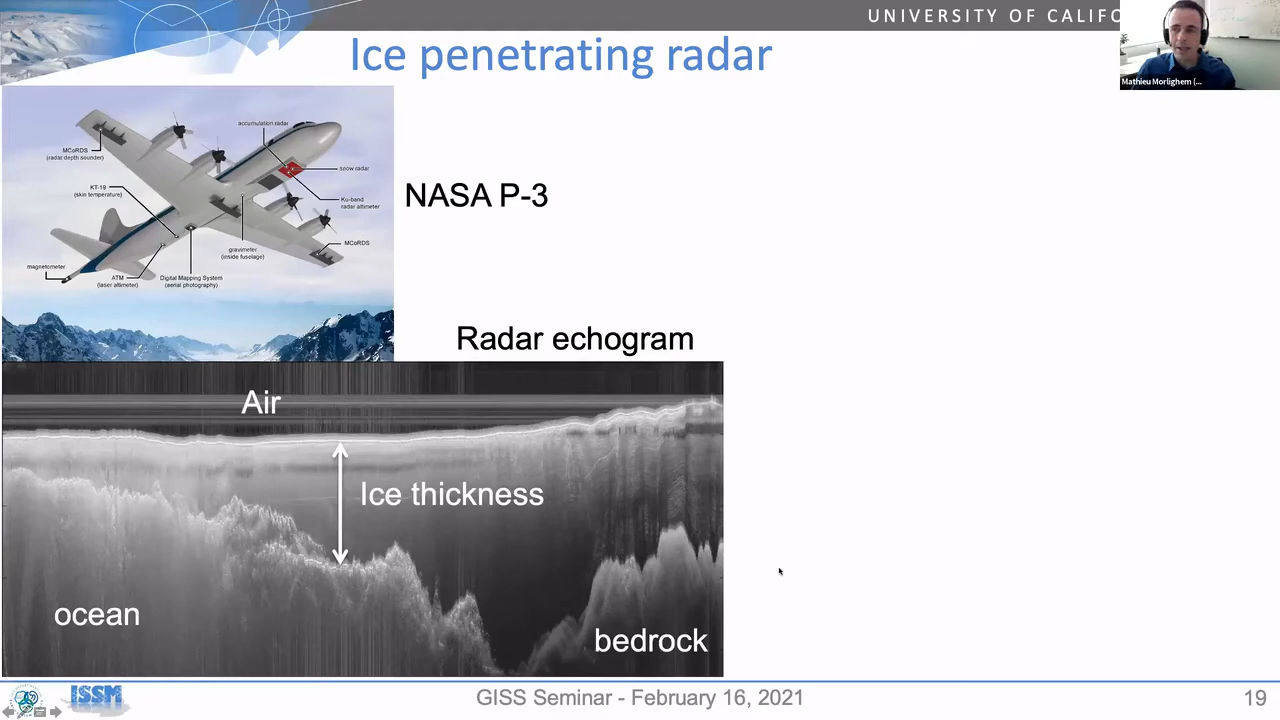 UNIVERSITY OF CALIFO
Ice penetrating radar
Mathieu Morlighem (...
accumulation radar
MCoRDS
(radar depth sounder)
snow radar
KT-19
(skin temperature)
Ku-band
radar altimeter
NASA P-3
MCoRDS
gravimeter
(inside fuselage)
magnetometer
ATM
(laser altimeter)
Digital Mapping System
(aerial photography)
Radar echogram
Air
Ice thickness
ocean
bedrock
ISSM
GISS Seminar - February 16, 2021
19